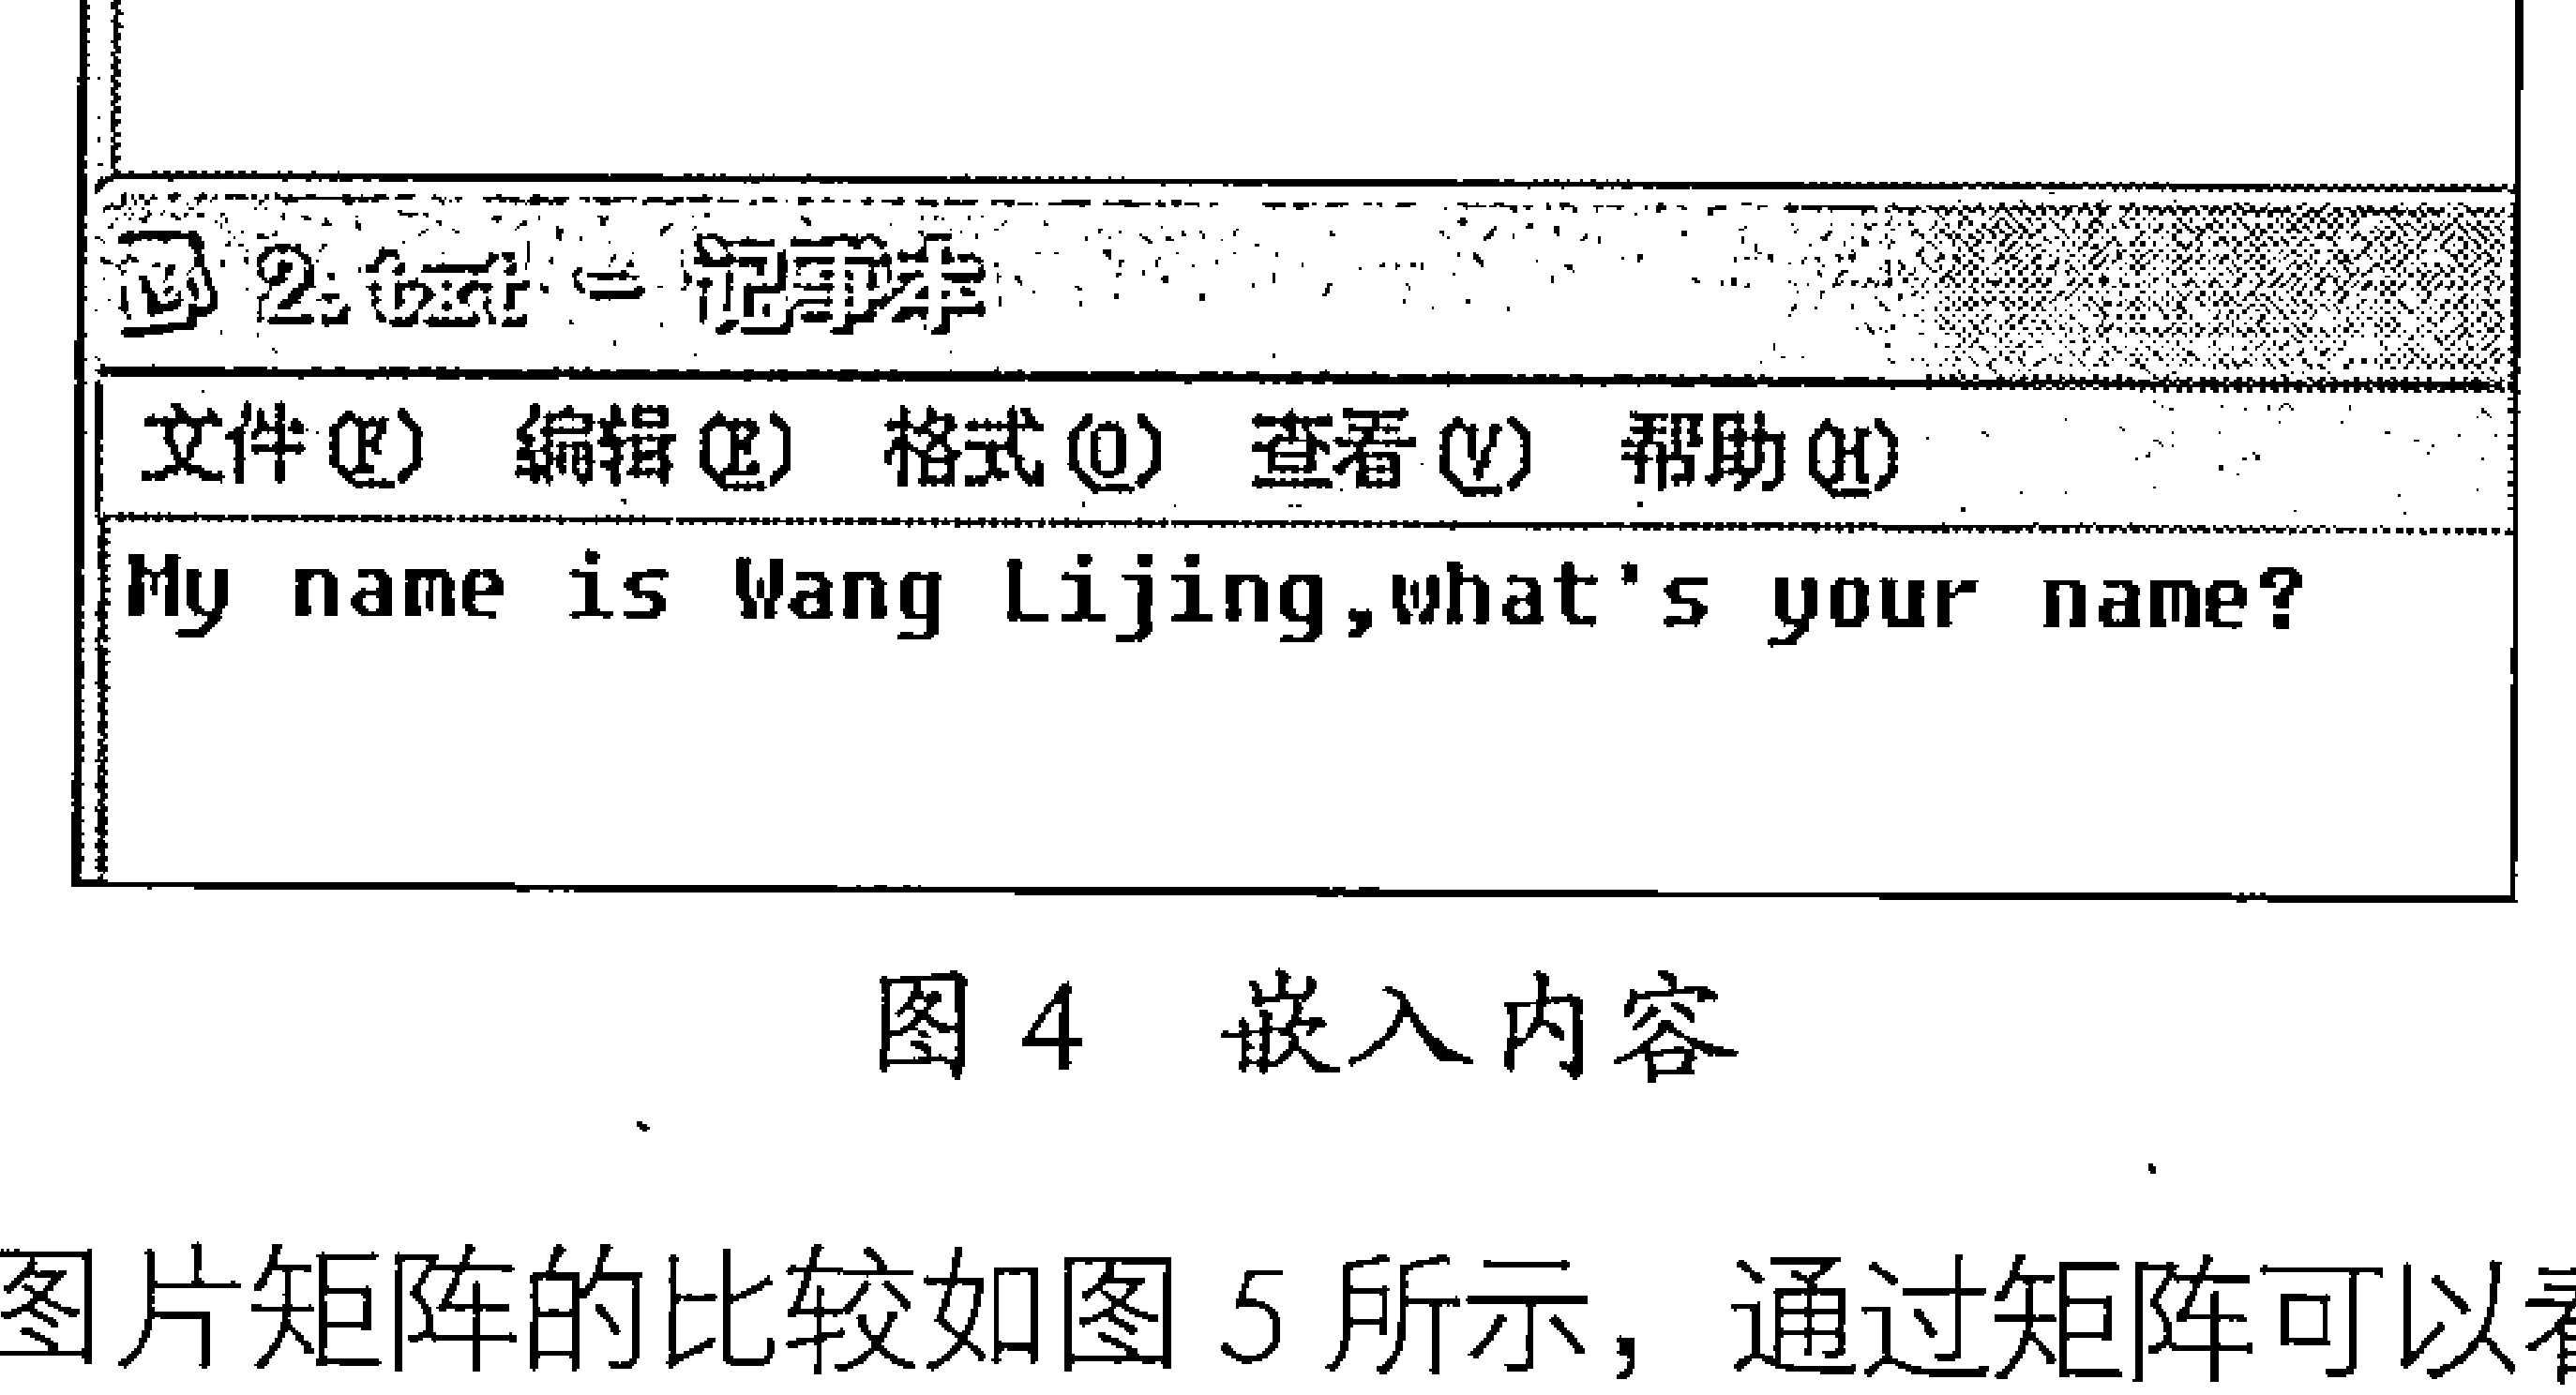 2.txt - 记事本
文件(F) 编辑(E) 格式(O) 查看(V) 帮助(H)
My name is Wang Lijing,what's your name?
图 4 嵌入内容
图片矩阵的比较如图 5 所示，通过矩阵可以看